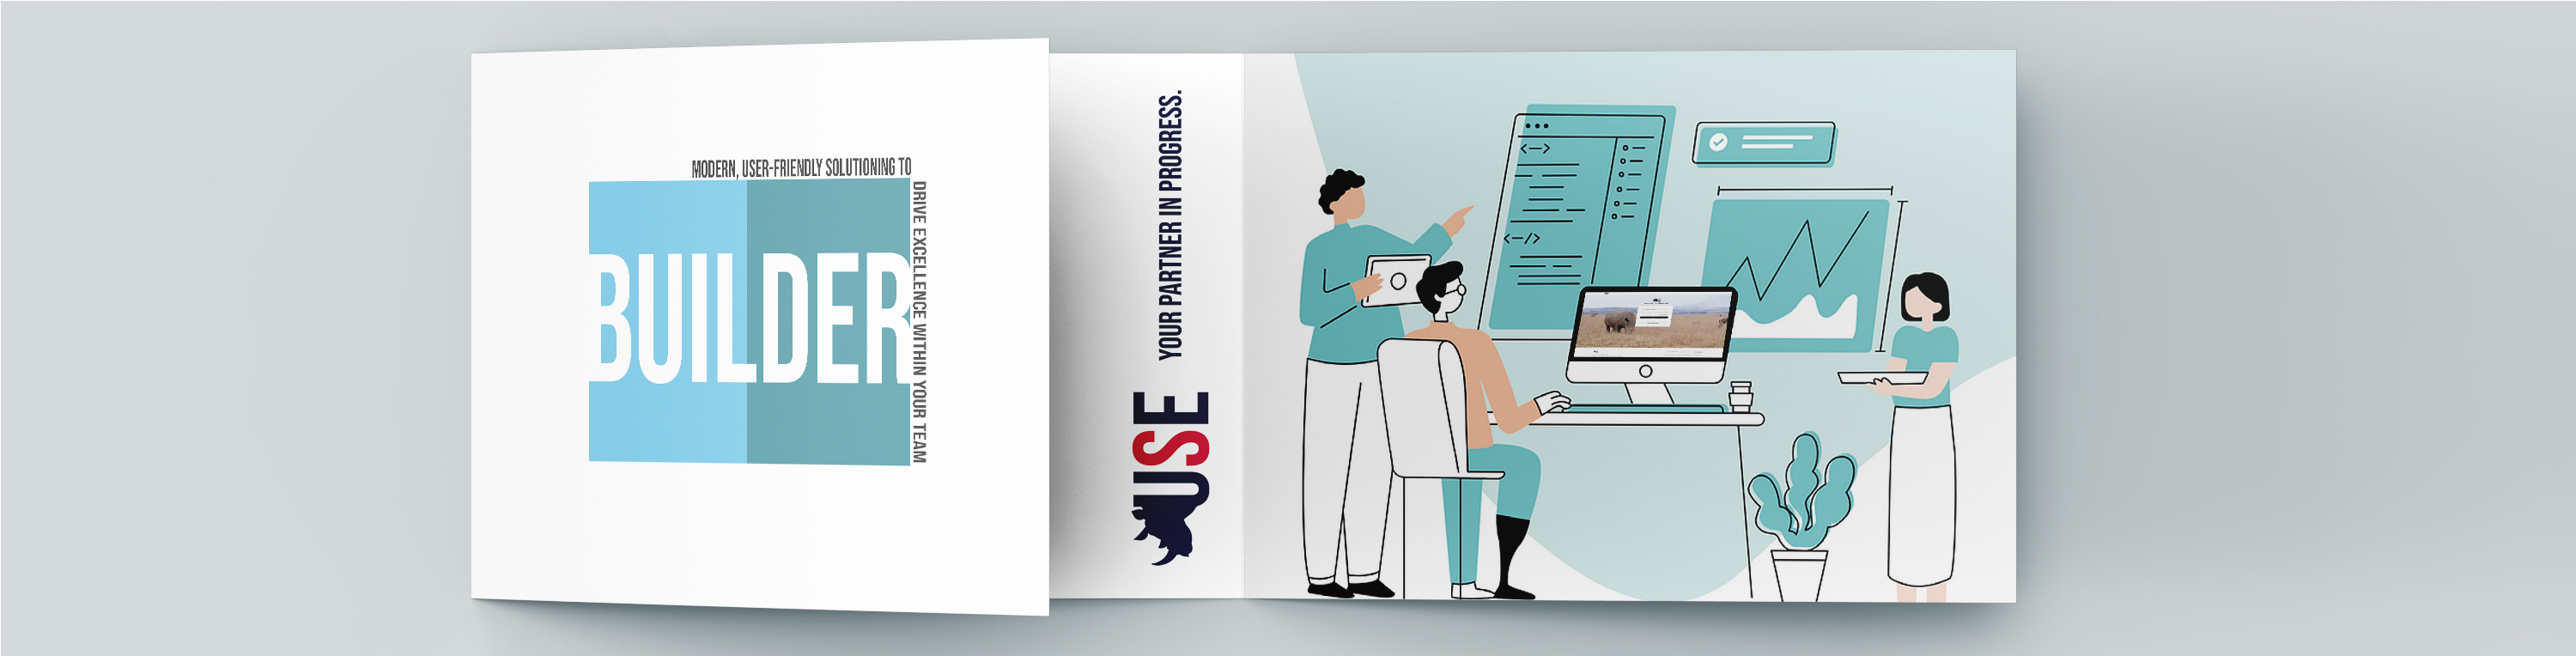 MODERN, USER-FRIENDLY SOLUTIONING TO
DRIVE EXCELLENCE WITHIN YOUR TEAM
BUILDER
USE
YOUR PARTNER IN PROGRESS.